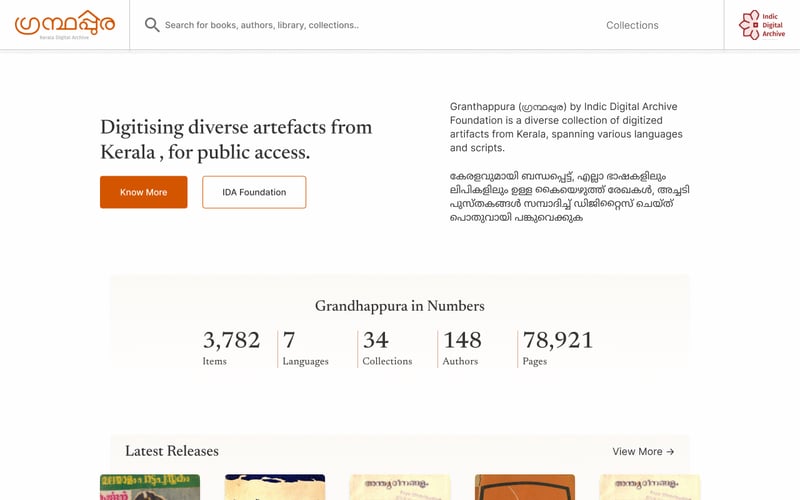 ഗ്രന്ഥപ്പുര
Kerala Digital Archive
Search for books, authors, library, collections..
Collections
Indic
Digital
Archive
Digitising diverse artefacts from
Kerala , for public access.
Know More
IDA Foundation
Granthappura (ഗ്രന്ഥപ്പുര) by Indic Digital Archive
Foundation is a diverse collection of digitized
artifacts from Kerala, spanning various languages
and scripts.
കേരളവുമായി ബന്ധപ്പെട്ട്, എല്ലാ ഭാഷകളിലും
ലിപികളിലും ഉള്ള കൈയെഴുത്ത് രേഖകൾ, അച്ചടി
പുസ്തകങ്ങൾ സമ്പാദിച്ച് ഡിജിറ്റൈസ് ചെയ്ത്
പൊതുവായി പങ്കുവെക്കുക
Grandhappura in Numbers
3,782
Items
7
Languages
34
Collections
148
Authors
78,921
Pages
Latest Releases
View More →